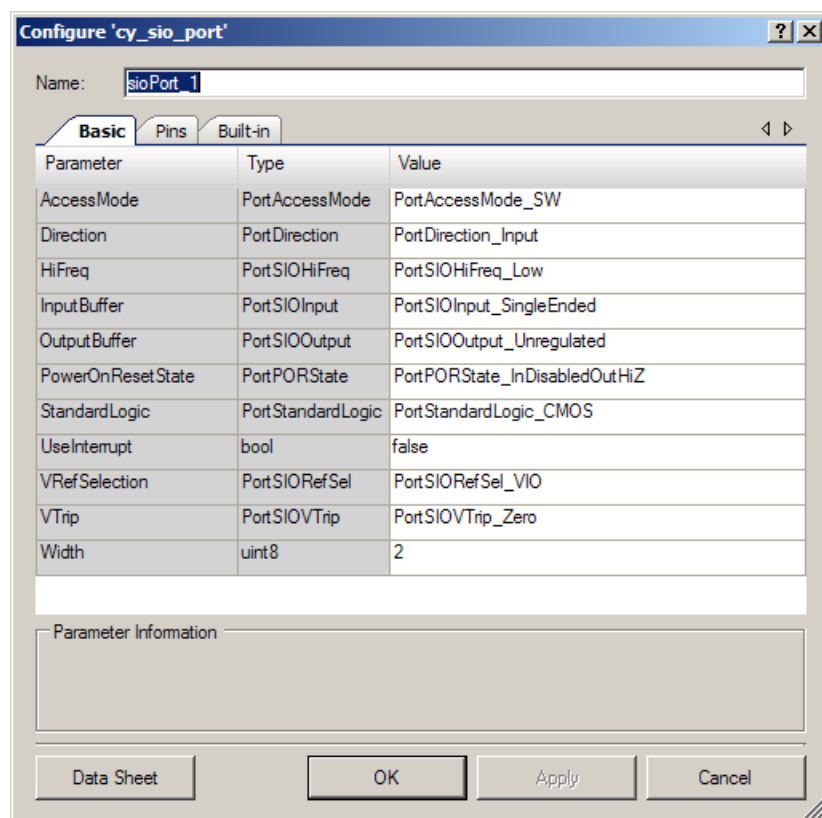 Configure 'cy_sio_port'
Name: sioPort_1
Basic Pins Built-in
Parameter Type Value
AccessMode PortAccessMode PortAccessMode_SW
Direction PortDirection PortDirection_Input
HiFreq PortSIOHiFreq PortSIOHiFreq_Low
InputBuffer PortSIOInput PortSIOInput_SingleEnded
OutputBuffer PortSIOOutput PortSIOOutput_Unregulated
PowerOnResetState PortPORState PortPORState_InDisabledOutHiZ
StandardLogic PortStandardLogic PortStandardLogic_CMOS
UseInterrupt bool false
VRefSelection PortSIORefSel PortSIORefSel_VIO
VTrip PortSIOVTrip PortSIOVTrip_Zero
Width uint8 2
Parameter Information
Data Sheet OK Apply Cancel